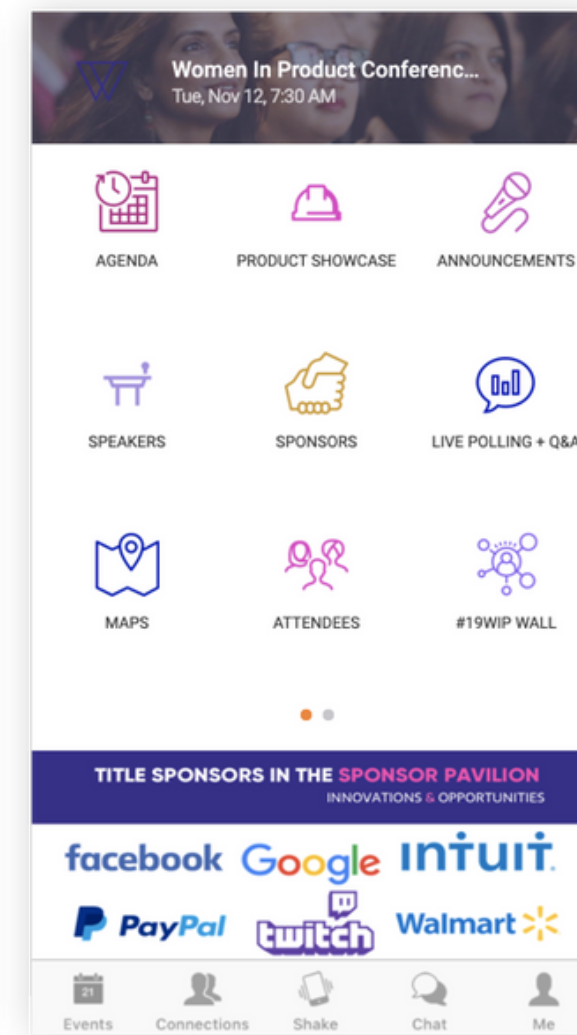 Women In Product Conferenc...
Tue, Nov 12, 7:30 AM
AGENDA PRODUCT SHOWCASE ANNOUNCEMENTS
SPEAKERS SPONSORS LIVE POLLING + Q&A
MAPS ATTENDEES #19WIP WALL
TITLE SPONSORS IN THE SPONSOR PAVILION
INNOVATIONS & OPPORTUNITIES
facebook Google intuit.
PayPal twitch Walmart
21
Events Connections Shake Chat Me